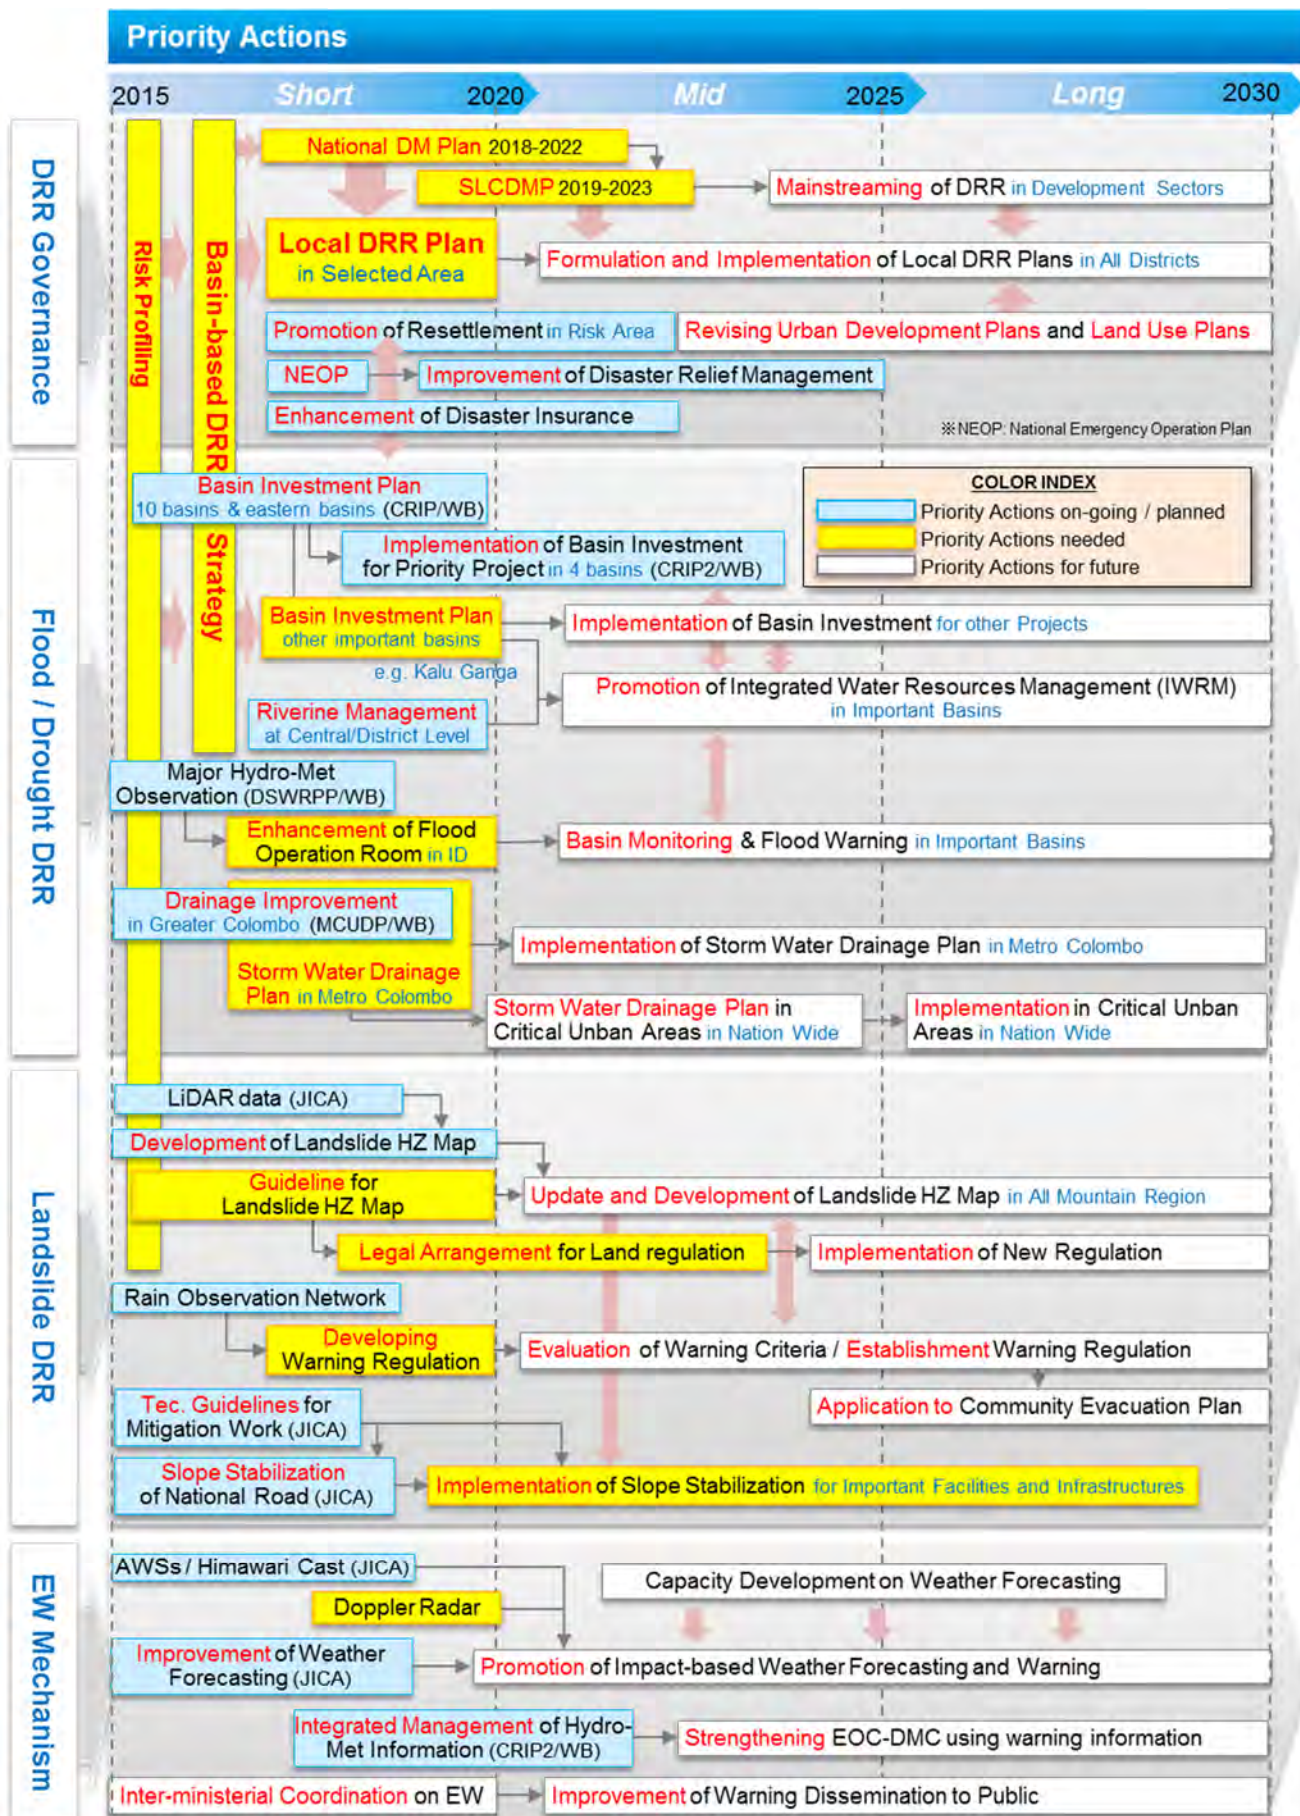 Priority Actions
2015 Short 2020 Mid 2025 Long 2030
DRR Governance
Risk Profiling
Basin-based DRR Strategy
National DM Plan 2018-2022
SLCDMP 2019-2023
Mainstreaming of DRR in Development Sectors
Local DRR Plan
in Selected Area
Formulation and Implementation of Local DRR Plans in All Districts
Promotion of Resettlement in Risk Area
Revising Urban Development Plans and Land Use Plans
NEOP
Improvement of Disaster Relief Management
Enhancement of Disaster Insurance
※NEOP: National Emergency Operation Plan
Flood / Drought DRR
Basin Investment Plan
10 basins & eastern basins (CRIP/WB)
COLOR INDEX
Priority Actions on-going / planned
Priority Actions needed
Priority Actions for future
Implementation of Basin Investment
for Priority Project in 4 basins (CRIP2/WB)
Basin Investment Plan
other important basins
e.g. Kalu Ganga
Implementation of Basin Investment for other Projects
Promotion of Integrated Water Resources Management (IWRM)
in Important Basins
Riverine Management
at Central/District Level
Major Hydro-Met
Observation (DSWRPP/WB)
Enhancement of Flood
Operation Room in ID
Basin Monitoring & Flood Warning in Important Basins
Drainage Improvement
in Greater Colombo (MCUDP/WB)
Storm Water Drainage
Plan in Metro Colombo
Implementation of Storm Water Drainage Plan in Metro Colombo
Storm Water Drainage Plan in
Critical Unban Areas in Nation Wide
Implementation in Critical Unban
Areas in Nation Wide
Landslide DRR
LiDAR data (JICA)
Development of Landslide HZ Map
Guideline for
Landslide HZ Map
Update and Development of Landslide HZ Map in All Mountain Region
Legal Arrangement for Land regulation
Implementation of New Regulation
Rain Observation Network
Developing
Warning Regulation
Evaluation of Warning Criteria / Establishment Warning Regulation
Application to Community Evacuation Plan
Tec. Guidelines for
Mitigation Work (JICA)
Slope Stabilization
of National Road (JICA)
Implementation of Slope Stabilization for Important Facilities and Infrastructures
EW Mechanism
AWSs / Himawari Cast (JICA)
Doppler Radar
Capacity Development on Weather Forecasting
Improvement of Weather
Forecasting (JICA)
Promotion of Impact-based Weather Forecasting and Warning
Integrated Management of Hydro-
Met Information (CRIP2/WB)
Strengthening EOC-DMC using warning information
Inter-ministerial Coordination on EW
Improvement of Warning Dissemination to Public